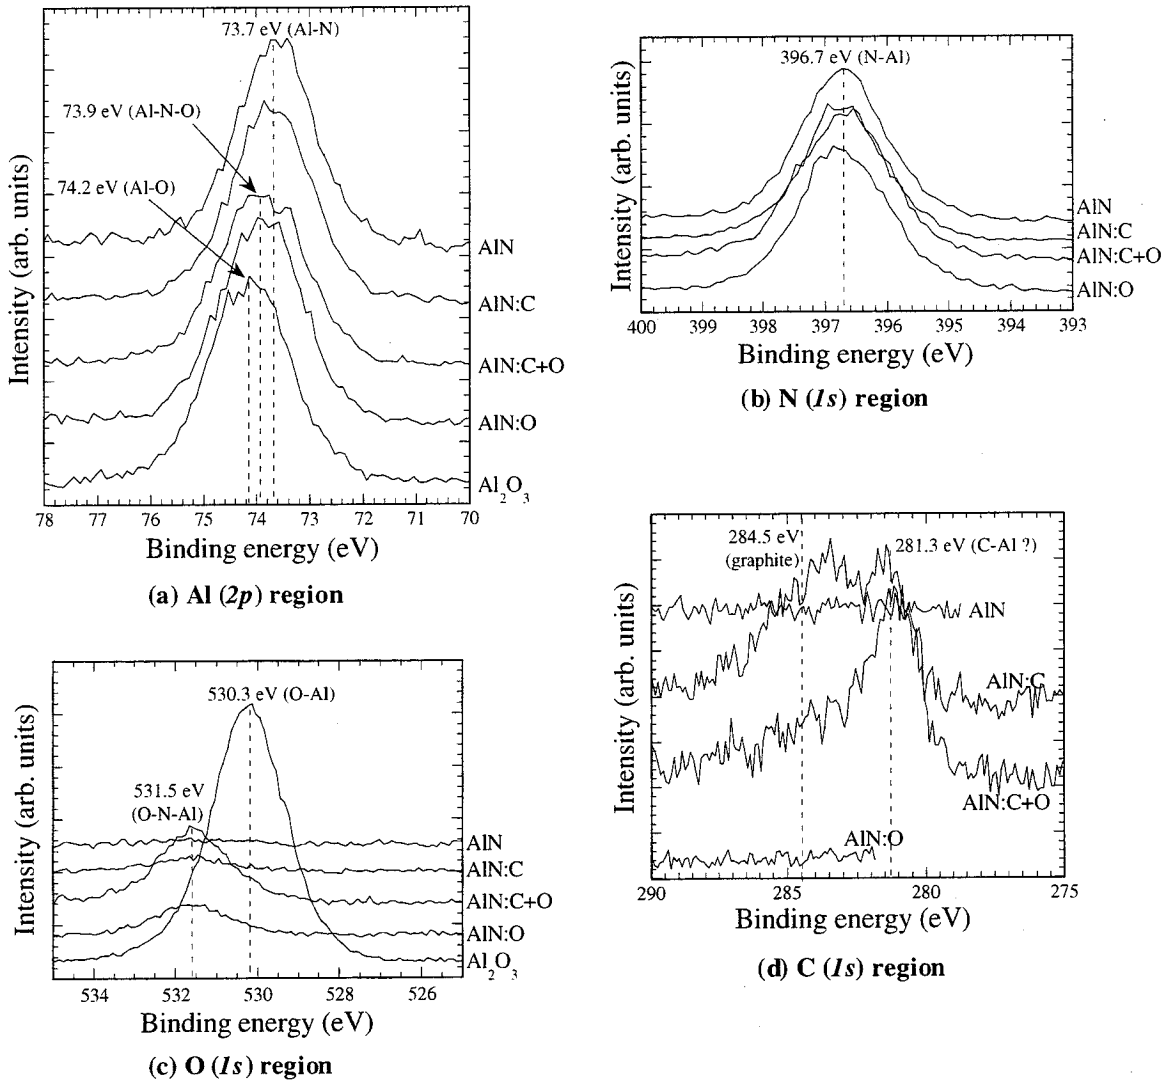 73.7 eV (Al-N)
73.9 eV (Al-N-O)
74.2 eV (Al-O)
Intensity (arb. units)
AlN
AlN:C
AlN:C+O
AlN:O
Al2O3
78 77 76 75 74 73 72 71 70
Binding energy (eV)
(a) Al (2p) region
396.7 eV (N-Al)
Intensity (arb. units)
AlN
AlN:C
AlN:C+O
AlN:O
400 399 398 397 396 395 394 393
Binding energy (eV)
(b) N (1s) region
530.3 eV (O-Al)
531.5 eV
(O-N-Al)
Intensity (arb. units)
AlN
AlN:C
AlN:C+O
AlN:O
Al2O3
534 532 530 528 526
Binding energy (eV)
(c) O (1s) region
284.5 eV
(graphite)
281.3 eV (C-Al ?)
Intensity (arb. units)
AlN
AlN:C
AlN:C+O
AlN:O
290 285 280 275
Binding energy (eV)
(d) C (1s) region